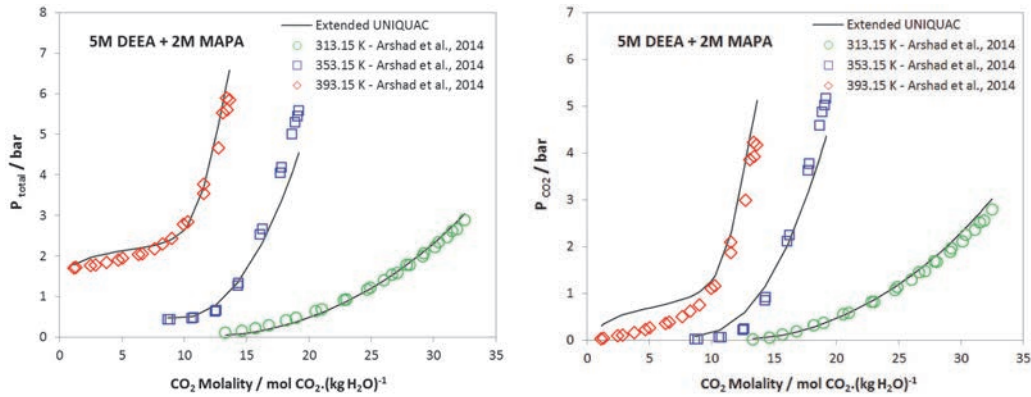 5M DEEA + 2M MAPA
Extended UNIQUAC
313.15 K - Arshad et al., 2014
353.15 K - Arshad et al., 2014
393.15 K - Arshad et al., 2014
8
7
6
5
4
3
2
1
0
P total / bar
0 5 10 15 20 25 30 35
CO2 Molality / mol CO2.(kg H2O)-1
5M DEEA + 2M MAPA
Extended UNIQUAC
313.15 K - Arshad et al., 2014
353.15 K - Arshad et al., 2014
393.15 K - Arshad et al., 2014
7
6
5
4
3
2
1
0
P CO2 / bar
0 5 10 15 20 25 30 35
CO2 Molality / mol CO2.(kg H2O)-1